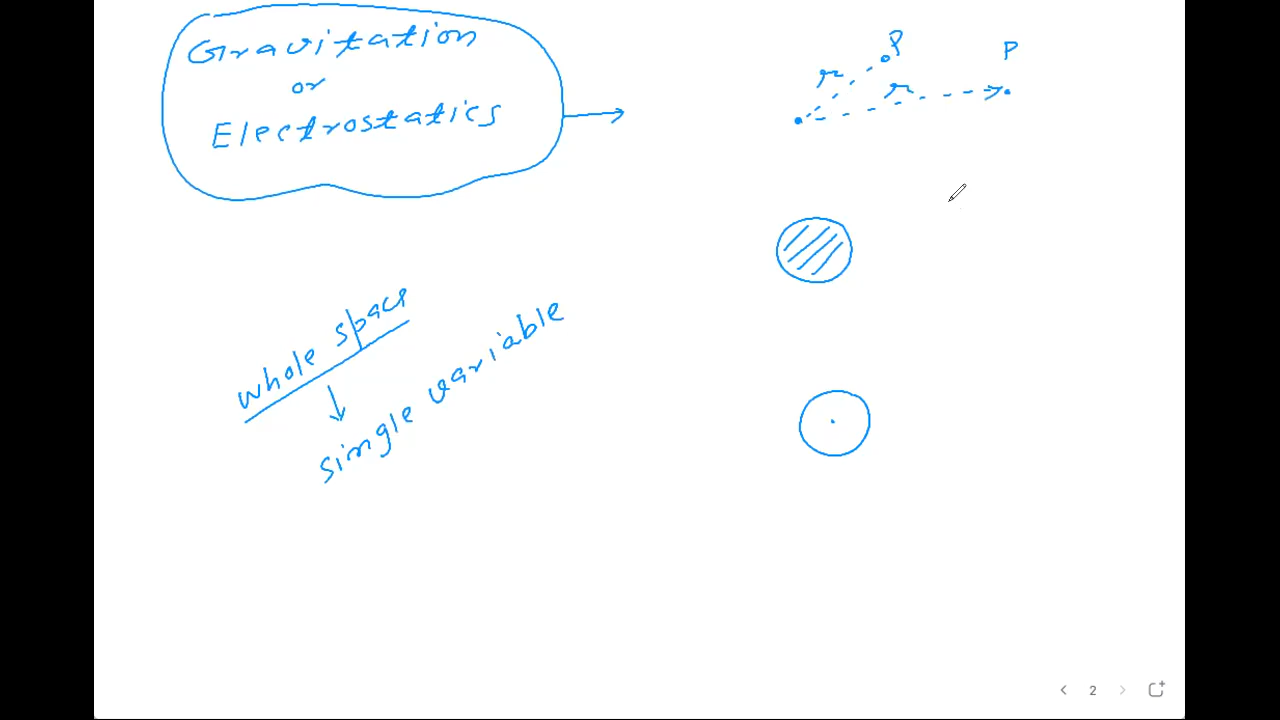 Gravitation
or
Electrostatics
P
P
r
r
whole space
single variable
2